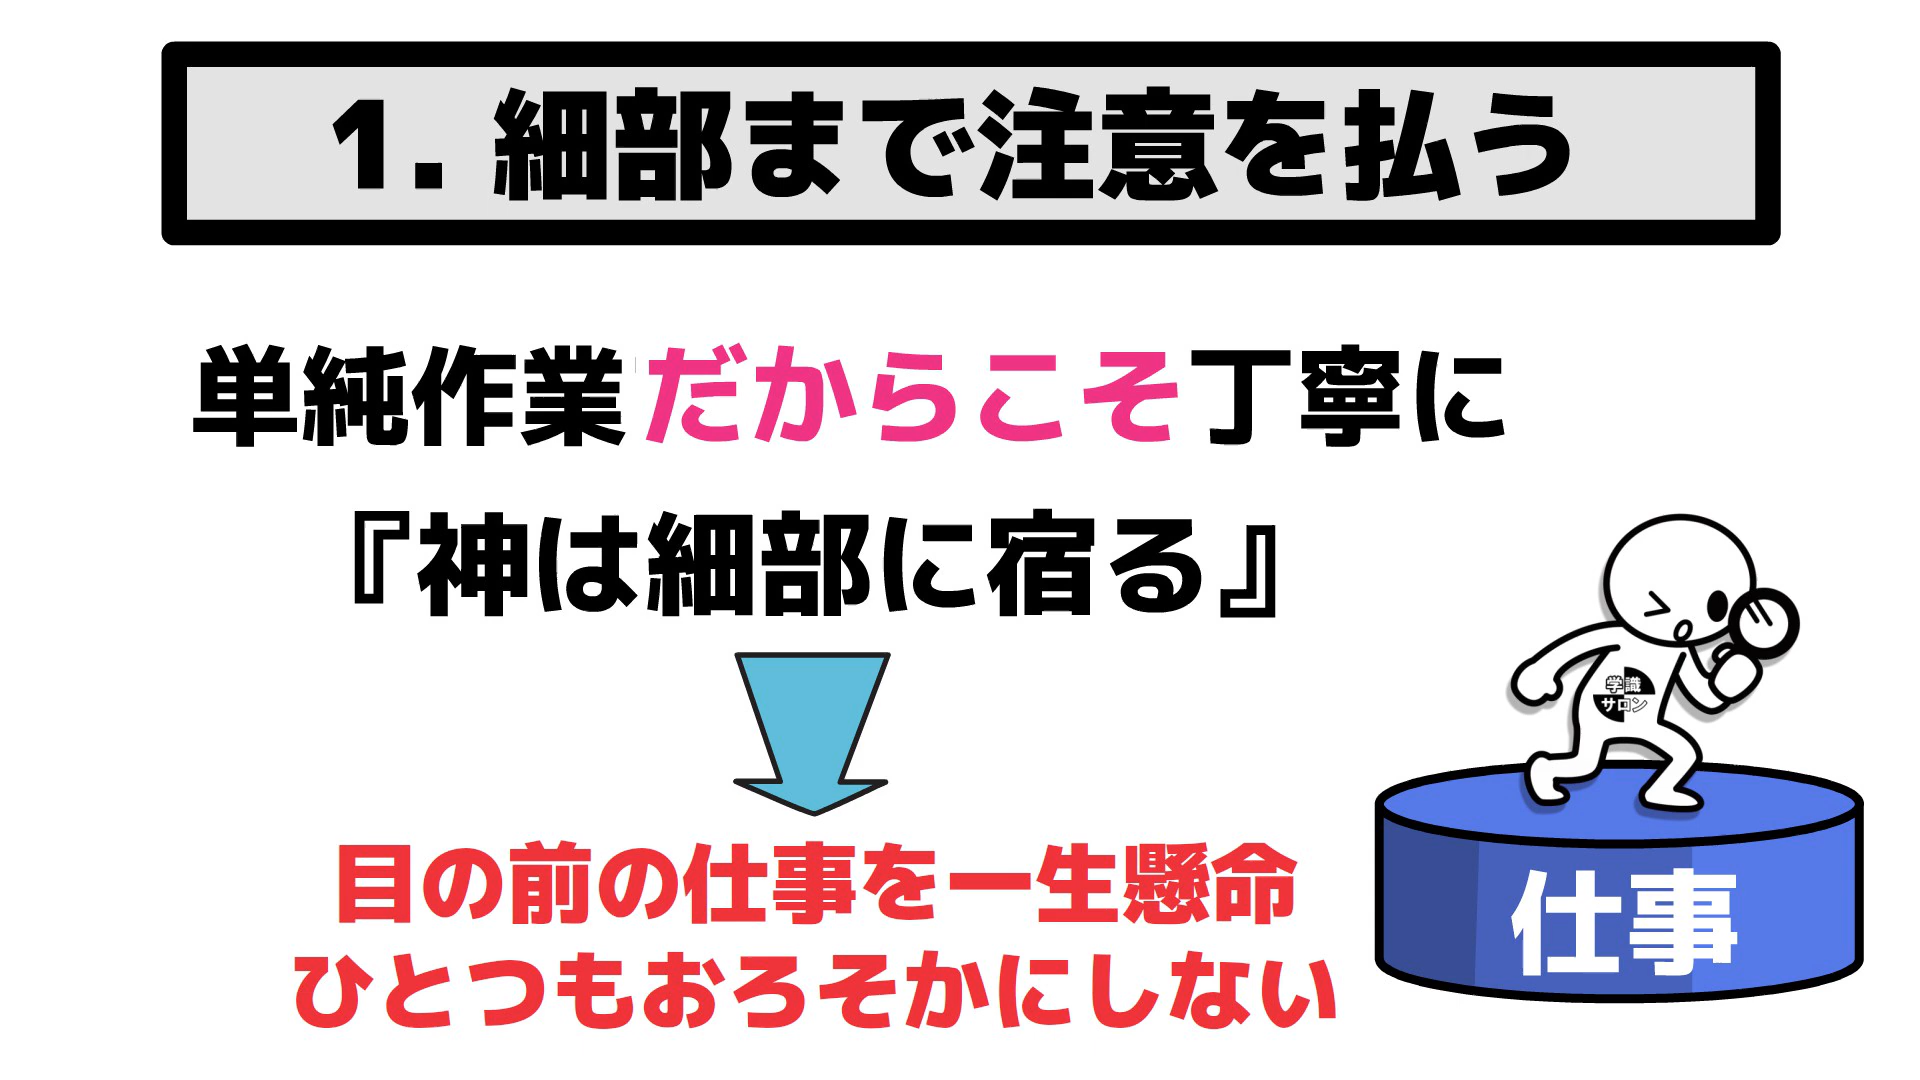 1. 細部まで注意を払う
単純作業だからこそ丁寧に
『神は細部に宿る』
学識
サロン
目の前の仕事を一生懸命
ひとつもおろそかにしない
仕事